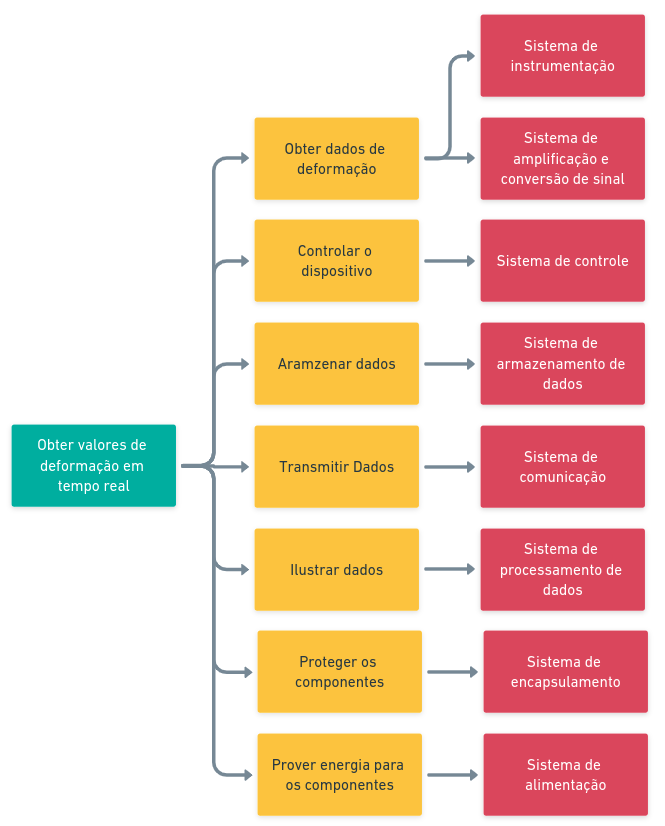 Sistema de
instrumentação
Obter dados de
deformação
Sistema de
amplificação e
conversão de sinal
Controlar o
dispositivo
Sistema de controle
Aramzenar dados
Sistema de
armazenamento de
dados
Obter valores de
deformação em
tempo real
Transmitir Dados
Sistema de
comunicação
Ilustrar dados
Sistema de
processamento de
dados
Proteger os
componentes
Sistema de
encapsulamento
Prover energia para
os componentes
Sistema de
alimentação